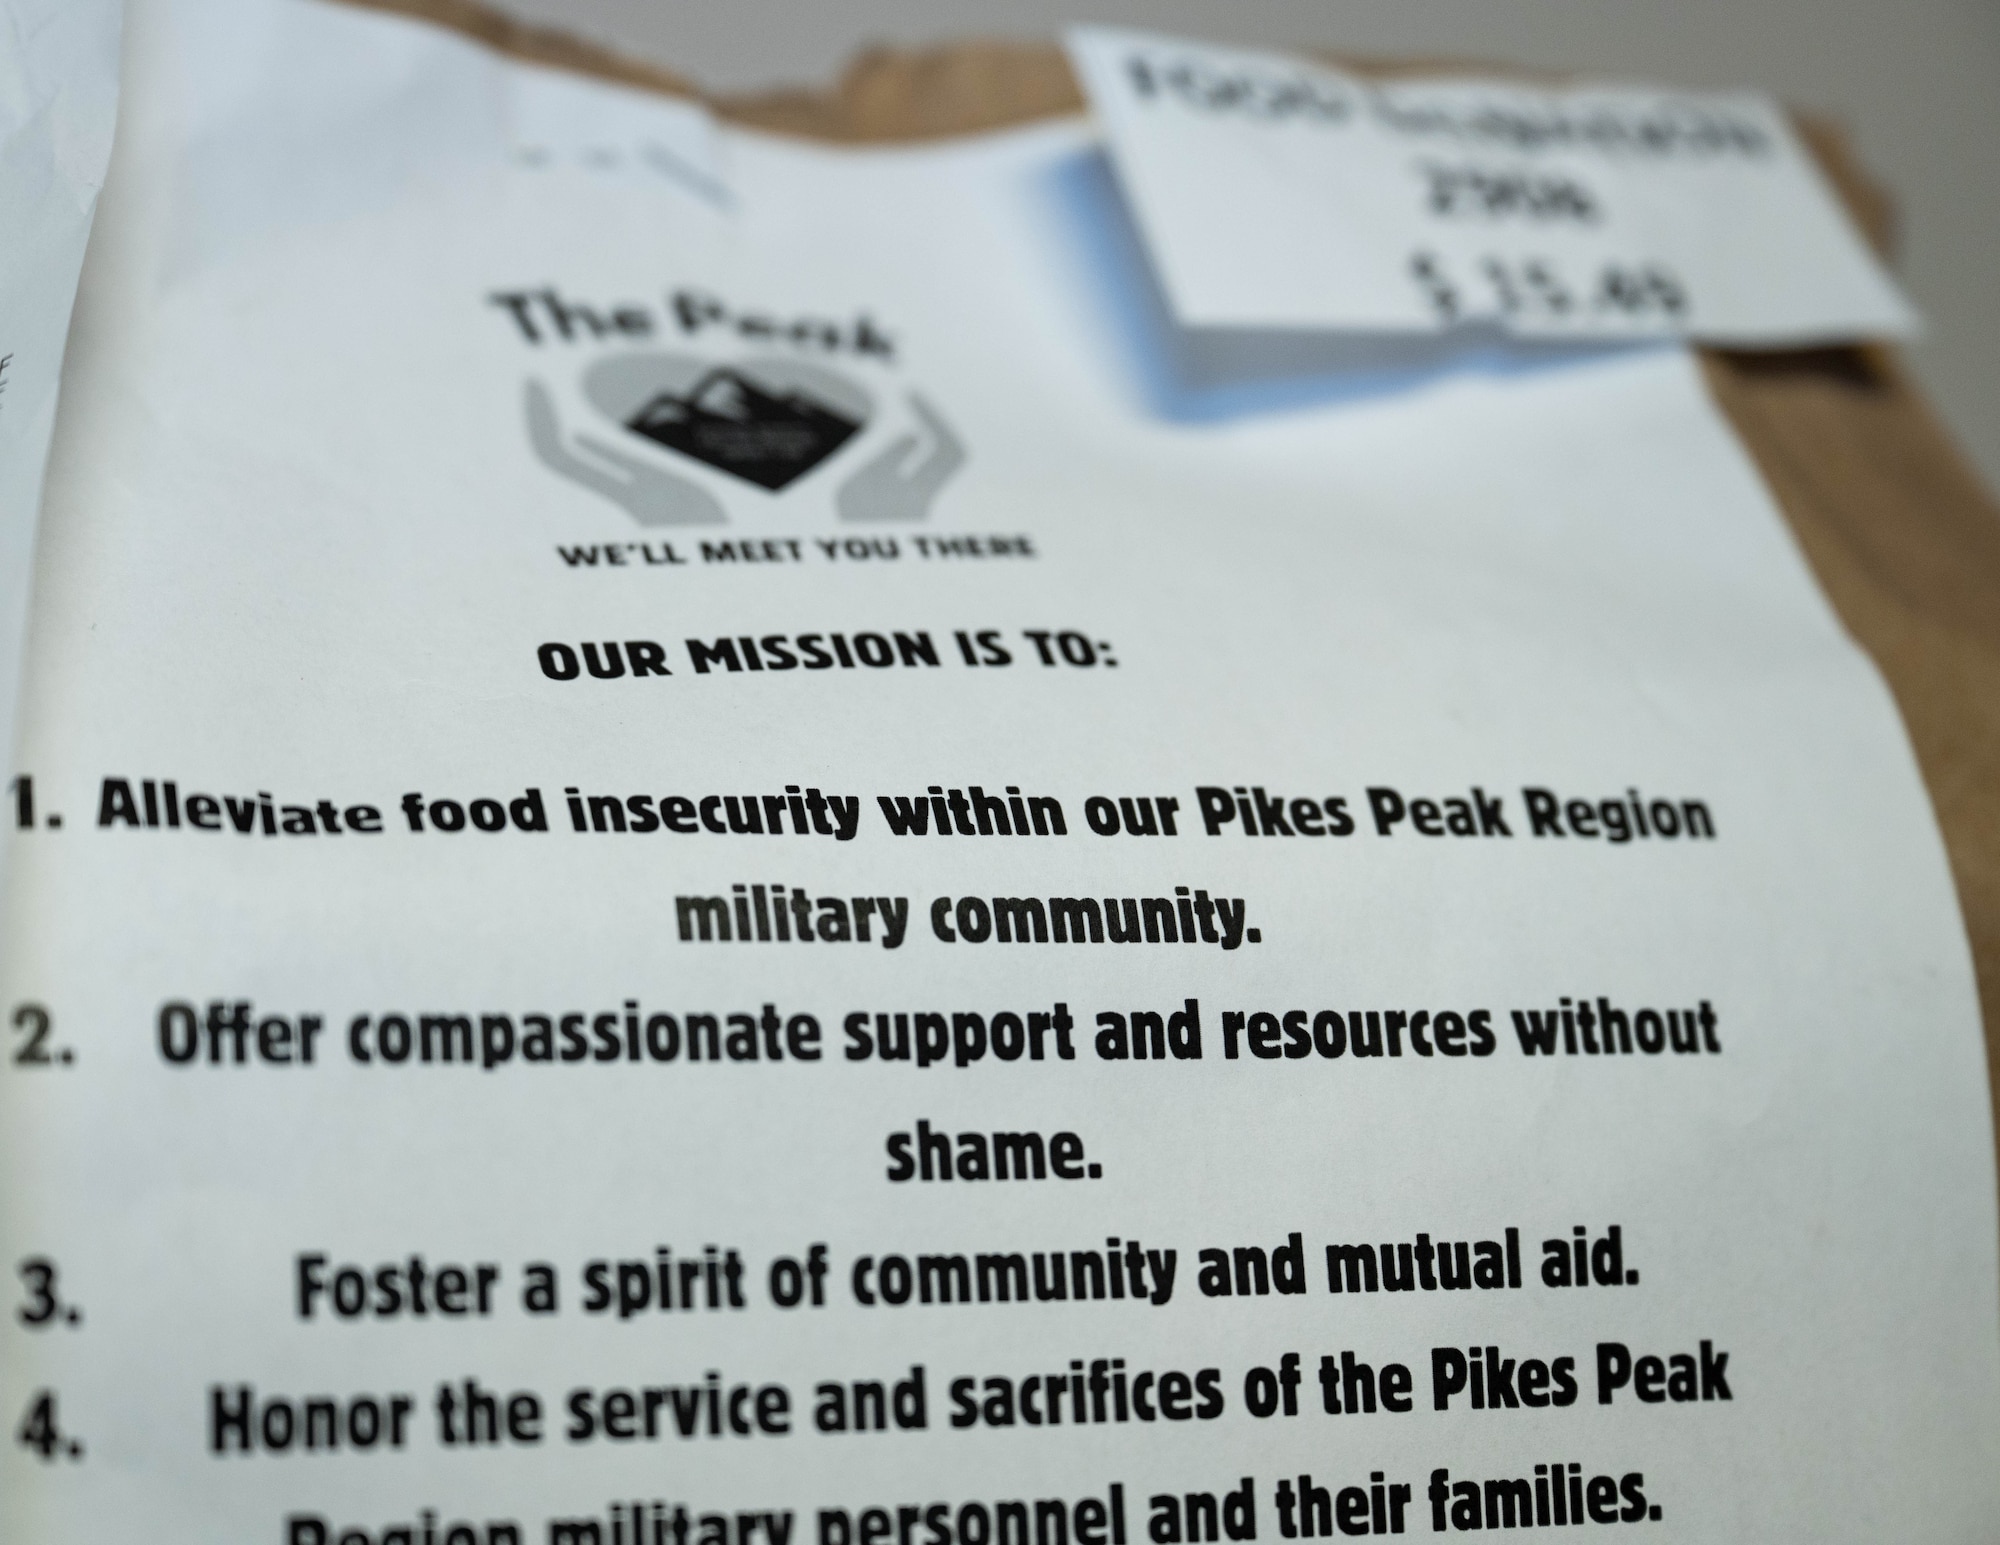 FOOD
$ 15.
The Peak
WE'LL MEET YOU THERE
OUR MISSION IS TO:
1. Alleviate food insecurity within our Pikes Peak Region
military community.
2. Offer compassionate support and resources without
shame.
3. Foster a spirit of community and mutual aid.
4. Honor the service and sacrifices of the Pikes Peak
Region military personnel and their families.